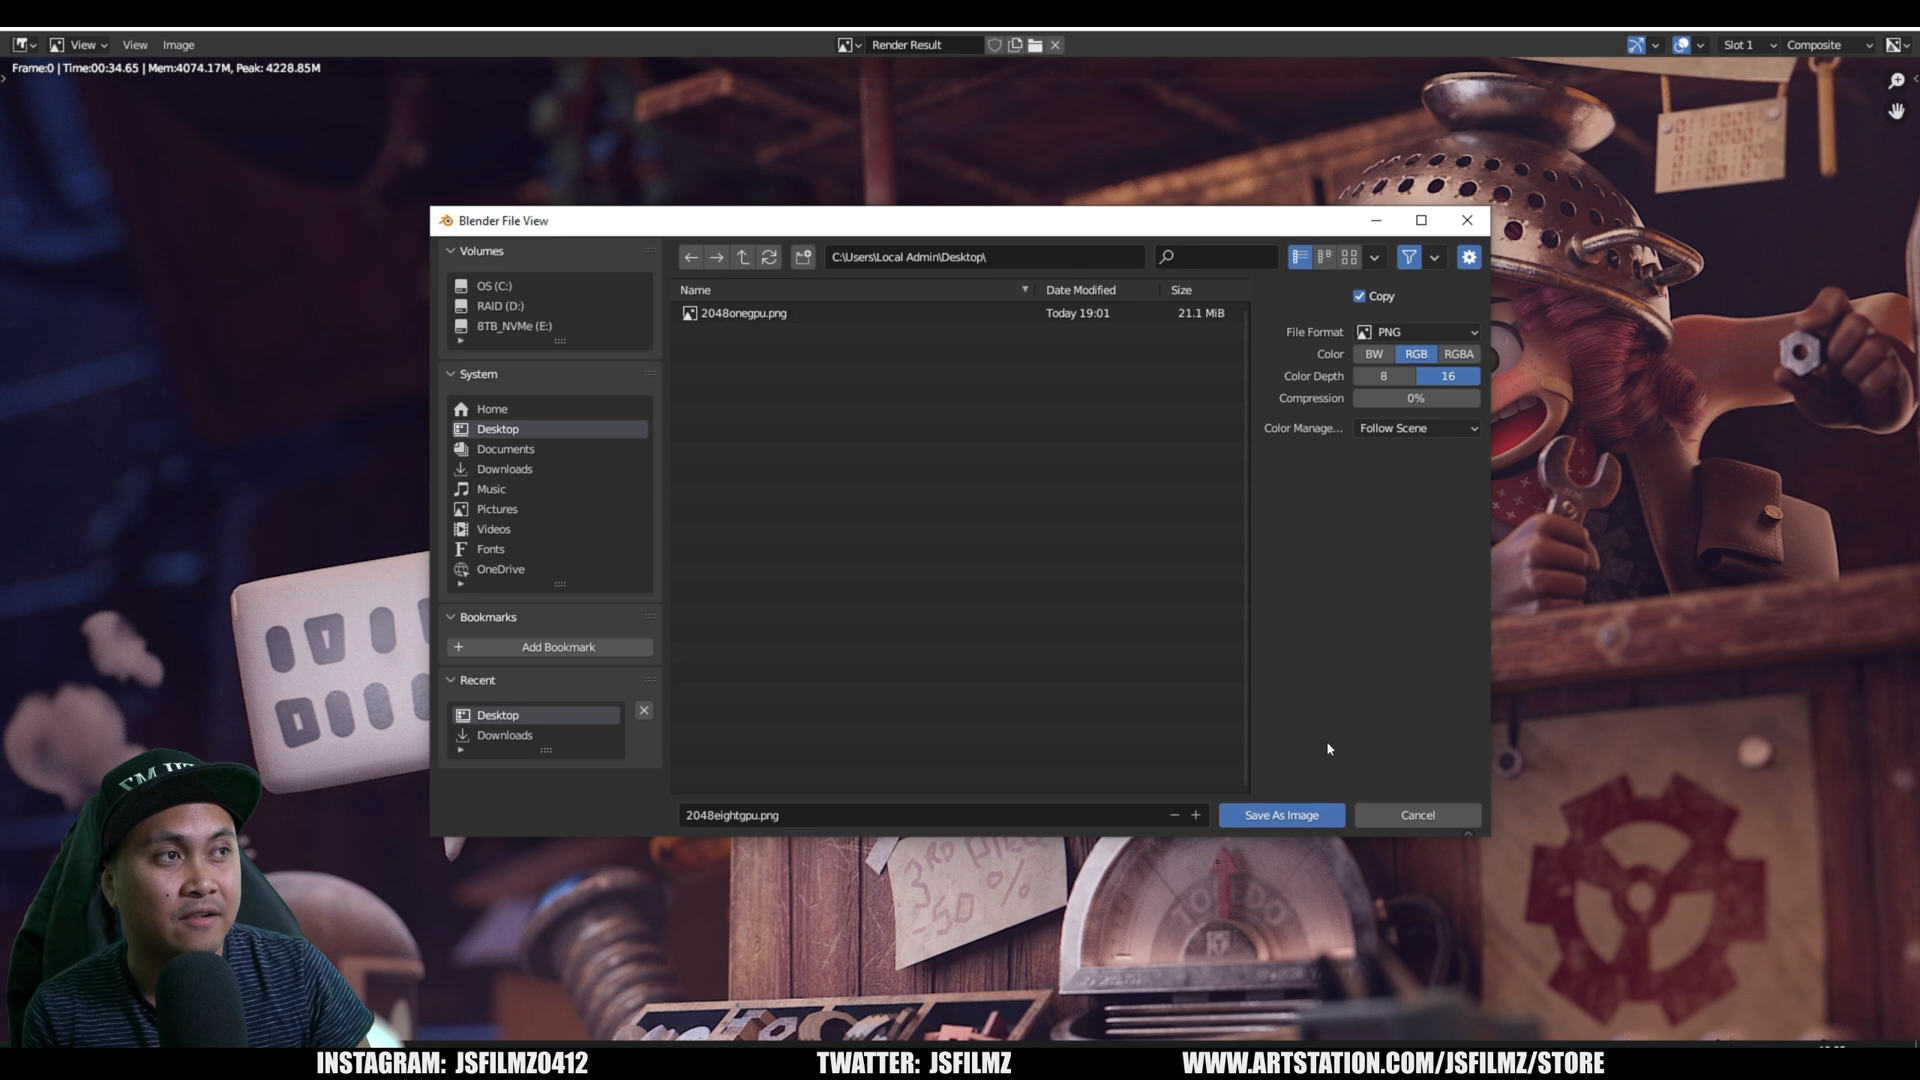 View
View
Image
Render Result
Slot 1
Composite
Frame:0 | Time:00:34.65 | Mem:4074.17M, Peak: 4228.85M
Blender File View
Volumes
OS (C:)
RAID (D:)
8TB_NVMe (E:)
System
Home
Desktop
Documents
Downloads
Music
Pictures
Videos
Fonts
OneDrive
Bookmarks
Add Bookmark
Recent
Desktop
Downloads
C:\Users\Local Admin\Desktop\
Name
Date Modified
Size
2048onegpu.png
Today 19:01
21.1 MiB
Copy
File Format
PNG
Color
BW
RGB
RGBA
Color Depth
8
16
Compression
0%
Color Manage...
Follow Scene
2048eightgpu.png
Save As Image
Cancel
3RD
-50 %
INSTAGRAM: JSFILMZ0412
TWATTER: JSFILMZ
WWW.ARTSTATION.COM/JSFILMZ/STORE